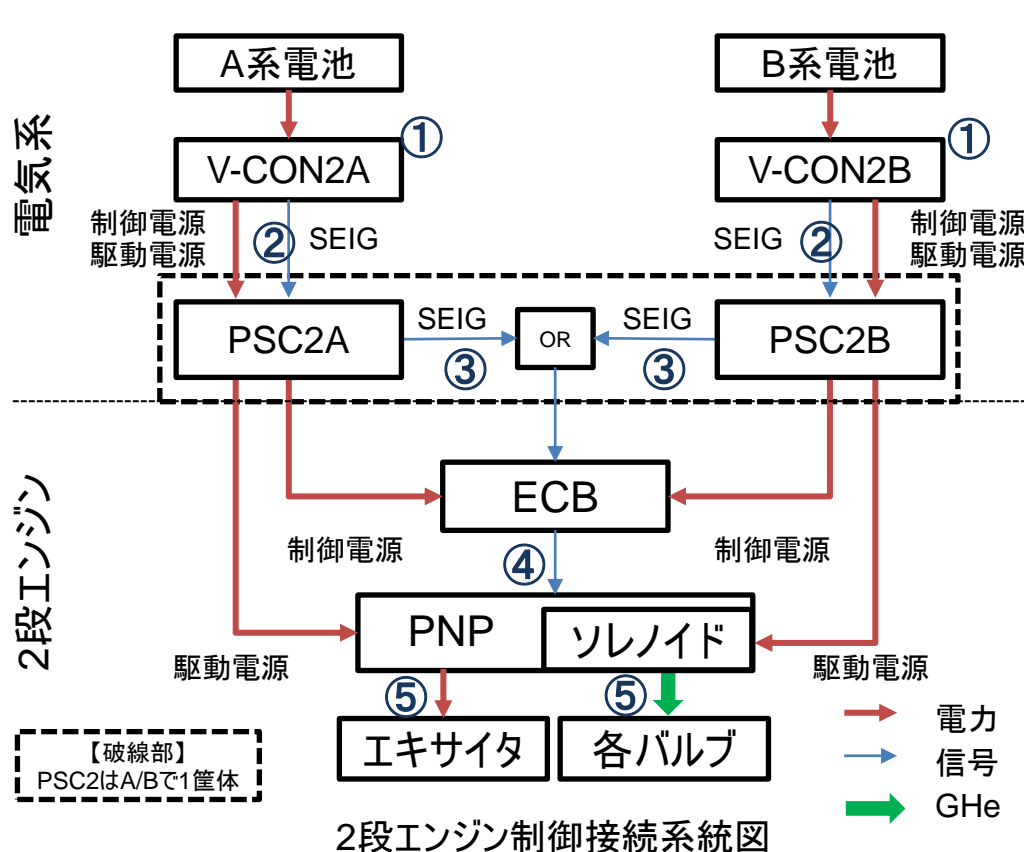 A系電池
B系電池
電気系
①
①
V-CON2A
V-CON2B
制御電源
駆動電源
②
SEIG
SEIG
②
制御電源
駆動電源
PSC2A
SEIG
③
OR
SEIG
③
PSC2B
2段エンジン
ECB
制御電源
④
制御電源
PNP
ソレノイド
駆動電源
⑤
⑤
駆動電源
エキサイタ
各バルブ
電力
信号
GHe
【破線部】
PSC2はA/Bで1筐体
2段エンジン制御接続系統図